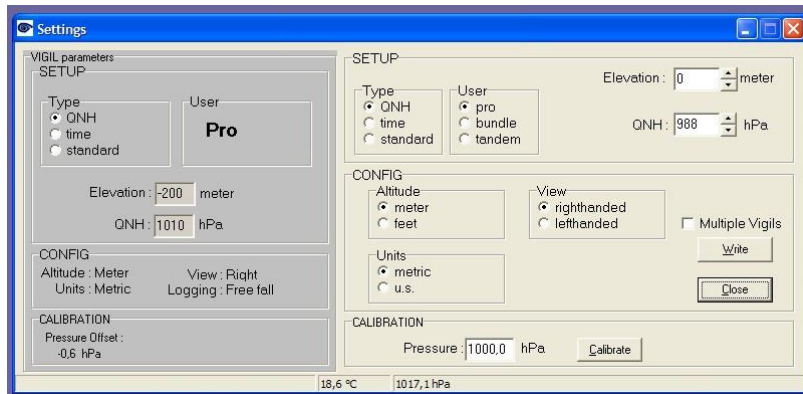 Settings
VIGIL parameters
SETUP
Type
QNH
time
standard
User
Pro
Elevation : -200 meter
QNH : 1010 hPa
CONFIG
Altitude : Meter View : Right
Units : Metric Logging : Free fall
CALIBRATION
Pressure Offset :
-0,6 hPa
SETUP
Type
QNH
time
standard
User
pro
bundle
tandem
Elevation : 0 meter
QNH : 988 hPa
CONFIG
Altitude
meter
feet
View
righthanded
lefthanded
Multiple Vigils
Write
Units
metric
u.s.
Close
CALIBRATION
Pressure : 1000,0 hPa Calibrate
18,6 ºC 1017,1 hPa